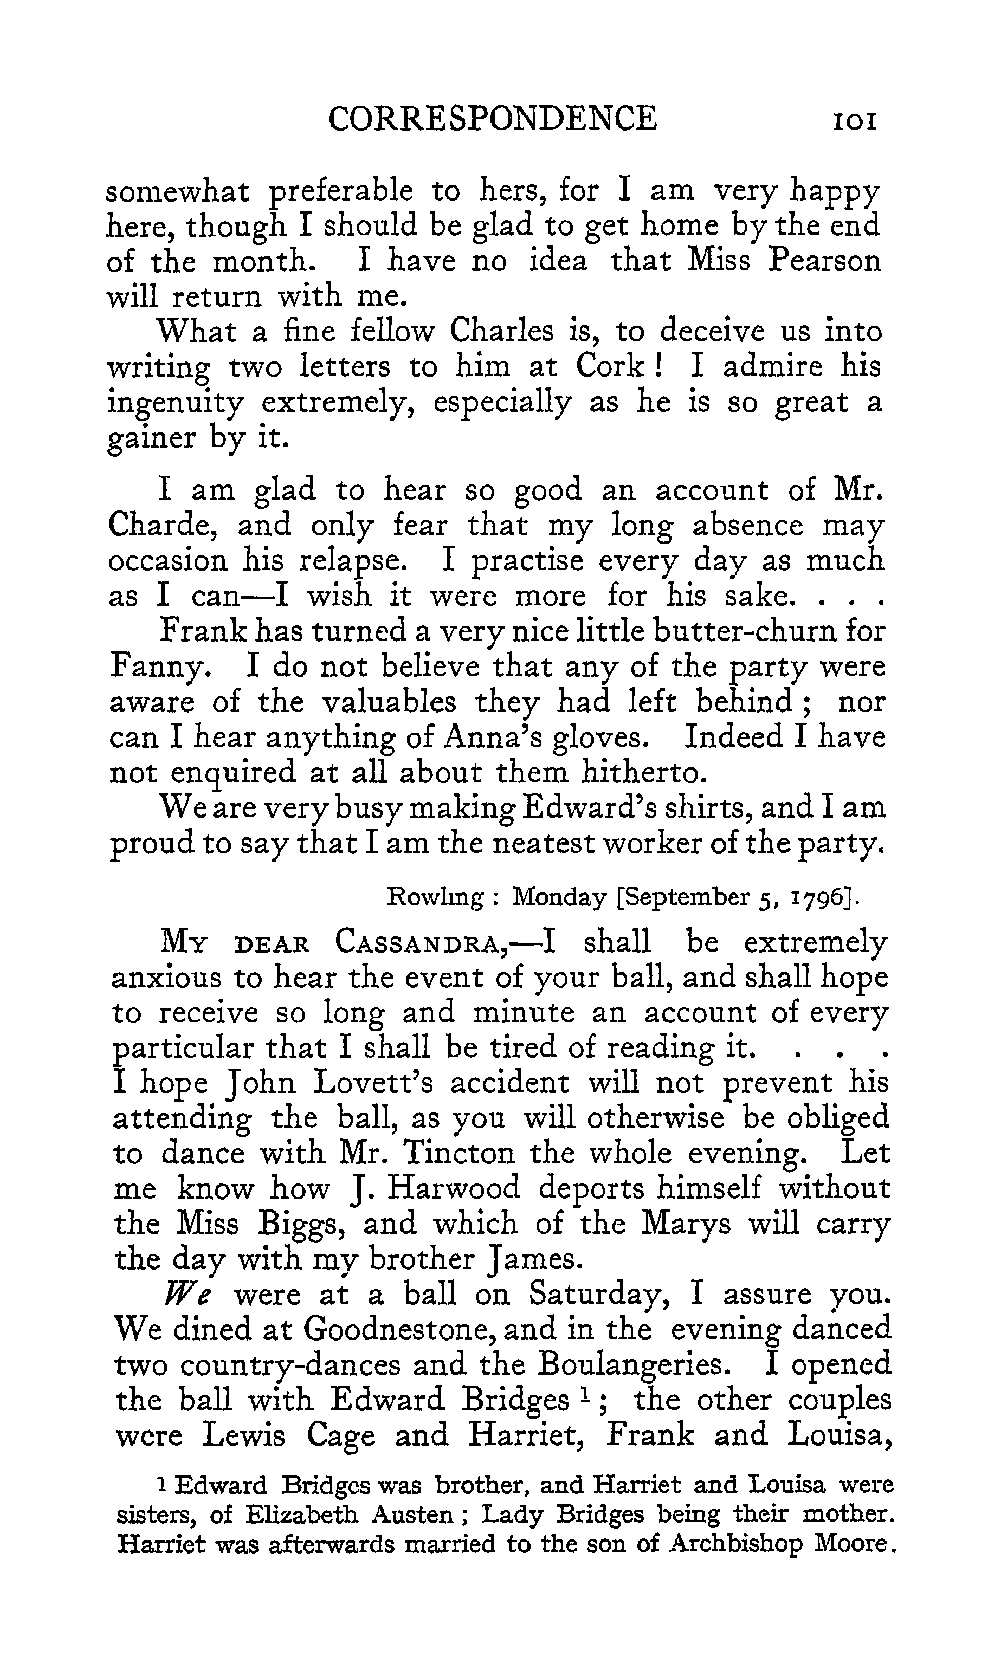 CORRESPONDENCE 101
somewhat preferable to hers, for I am very happy
here, though I should be glad to get home by the end
of the month. I have no idea that Miss Pearson
will return with me.
What a fine fellow Charles is, to deceive us into
writing two letters to him at Cork ! I admire his
ingenuity extremely, especially as he is so great a
gainer by it.
I am glad to hear so good an account of Mr.
Charde, and only fear that my long absence may
occasion his relapse. I practise every day as much
as I can—I wish it were more for his sake. . . .
Frank has turned a very nice little butter-churn for
Fanny. I do not believe that any of the party were
aware of the valuables they had left behind ; nor
can I hear anything of Anna’s gloves. Indeed I have
not enquired at all about them hitherto.
We are very busy making Edward’s shirts, and I am
proud to say that I am the neatest worker of the party.
Rowling : Monday [September 5, 1796].
MY DEAR CASSANDRA,—I shall be extremely
anxious to hear the event of your ball, and shall hope
to receive so long and minute an account of every
particular that I shall be tired of reading it. . . .
I hope John Lovett’s accident will not prevent his
attending the ball, as you will otherwise be obliged
to dance with Mr. Tincton the whole evening. Let
me know how J. Harwood deports himself without
the Miss Biggs, and which of the Marys will carry
the day with my brother James.
We were at a ball on Saturday, I assure you.
We dined at Goodnestone, and in the evening danced
two country-dances and the Boulangeries. I opened
the ball with Edward Bridges ¹ ; the other couples
were Lewis Cage and Harriet, Frank and Louisa,
¹ Edward Bridges was brother, and Harriet and Louisa were
sisters, of Elizabeth Austen ; Lady Bridges being their mother.
Harriet was afterwards married to the son of Archbishop Moore.